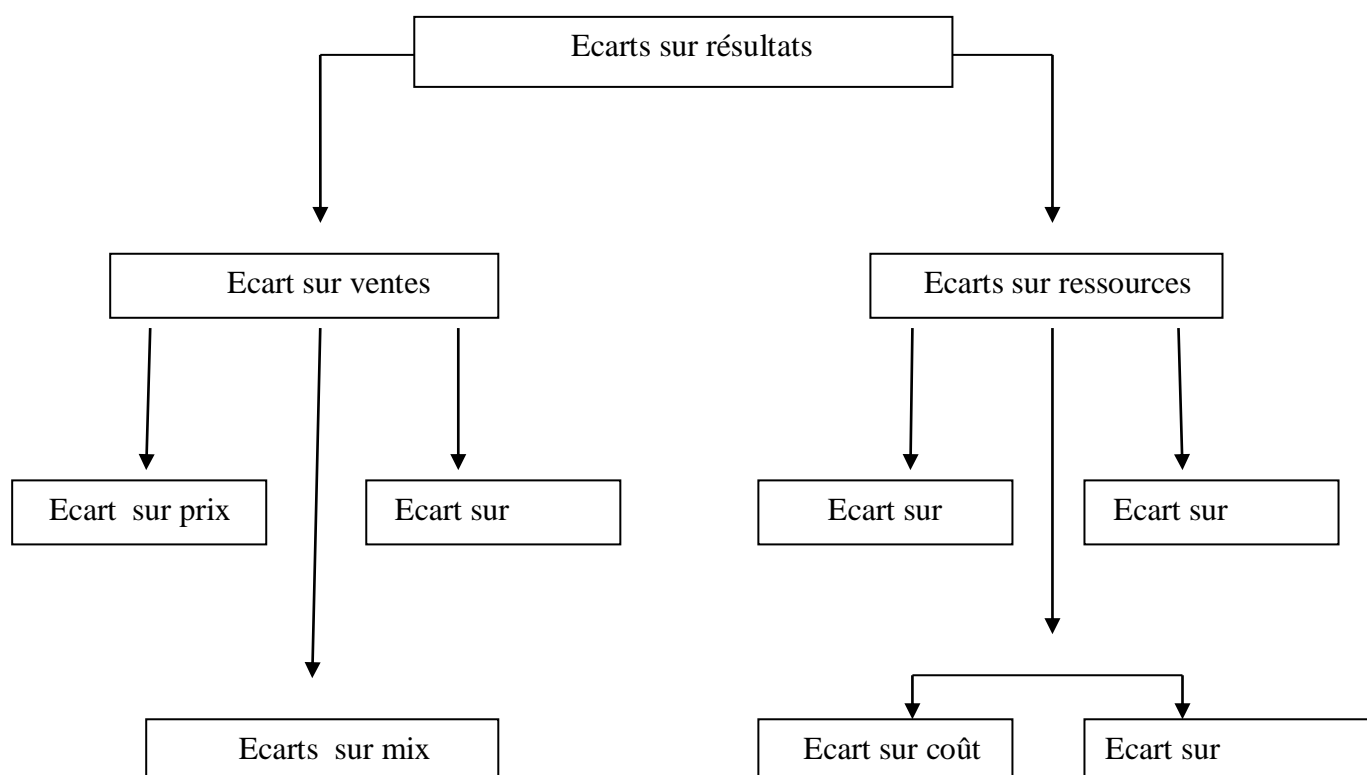 Ecarts sur résultats
Ecart sur ventes
Ecarts sur ressources
Ecart sur prix
Ecart sur
Ecart sur
Ecart sur
Ecarts sur mix
Ecart sur coût
Ecart sur